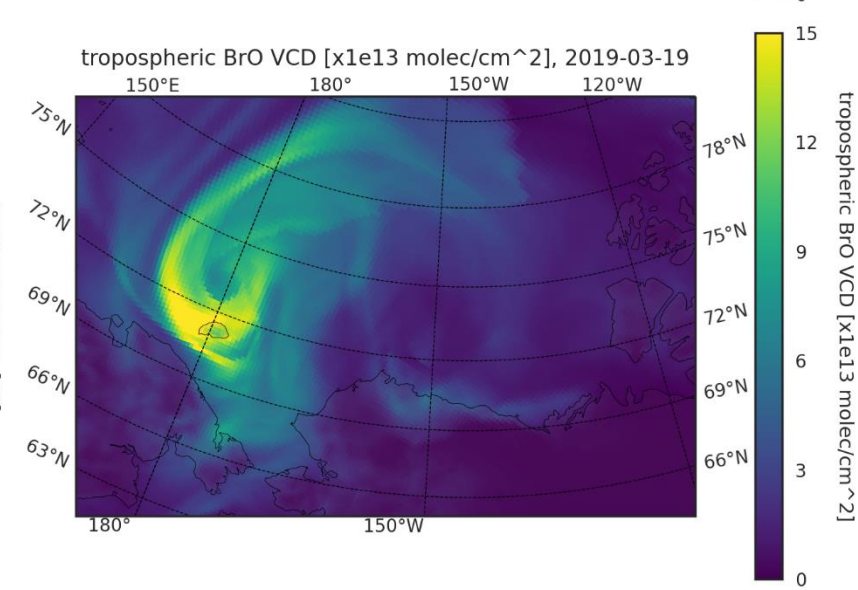 tropospheric BrO VCD [x1e13 molec/cm^2], 2019-03-19
150°E 180° 150°W 120°W
75°N
72°N
69°N
66°N
63°N
78°N
75°N
72°N
69°N
66°N
180° 150°W
15
12
9
6
3
0
tropospheric BrO VCD [x1e13 molec/cm^2]